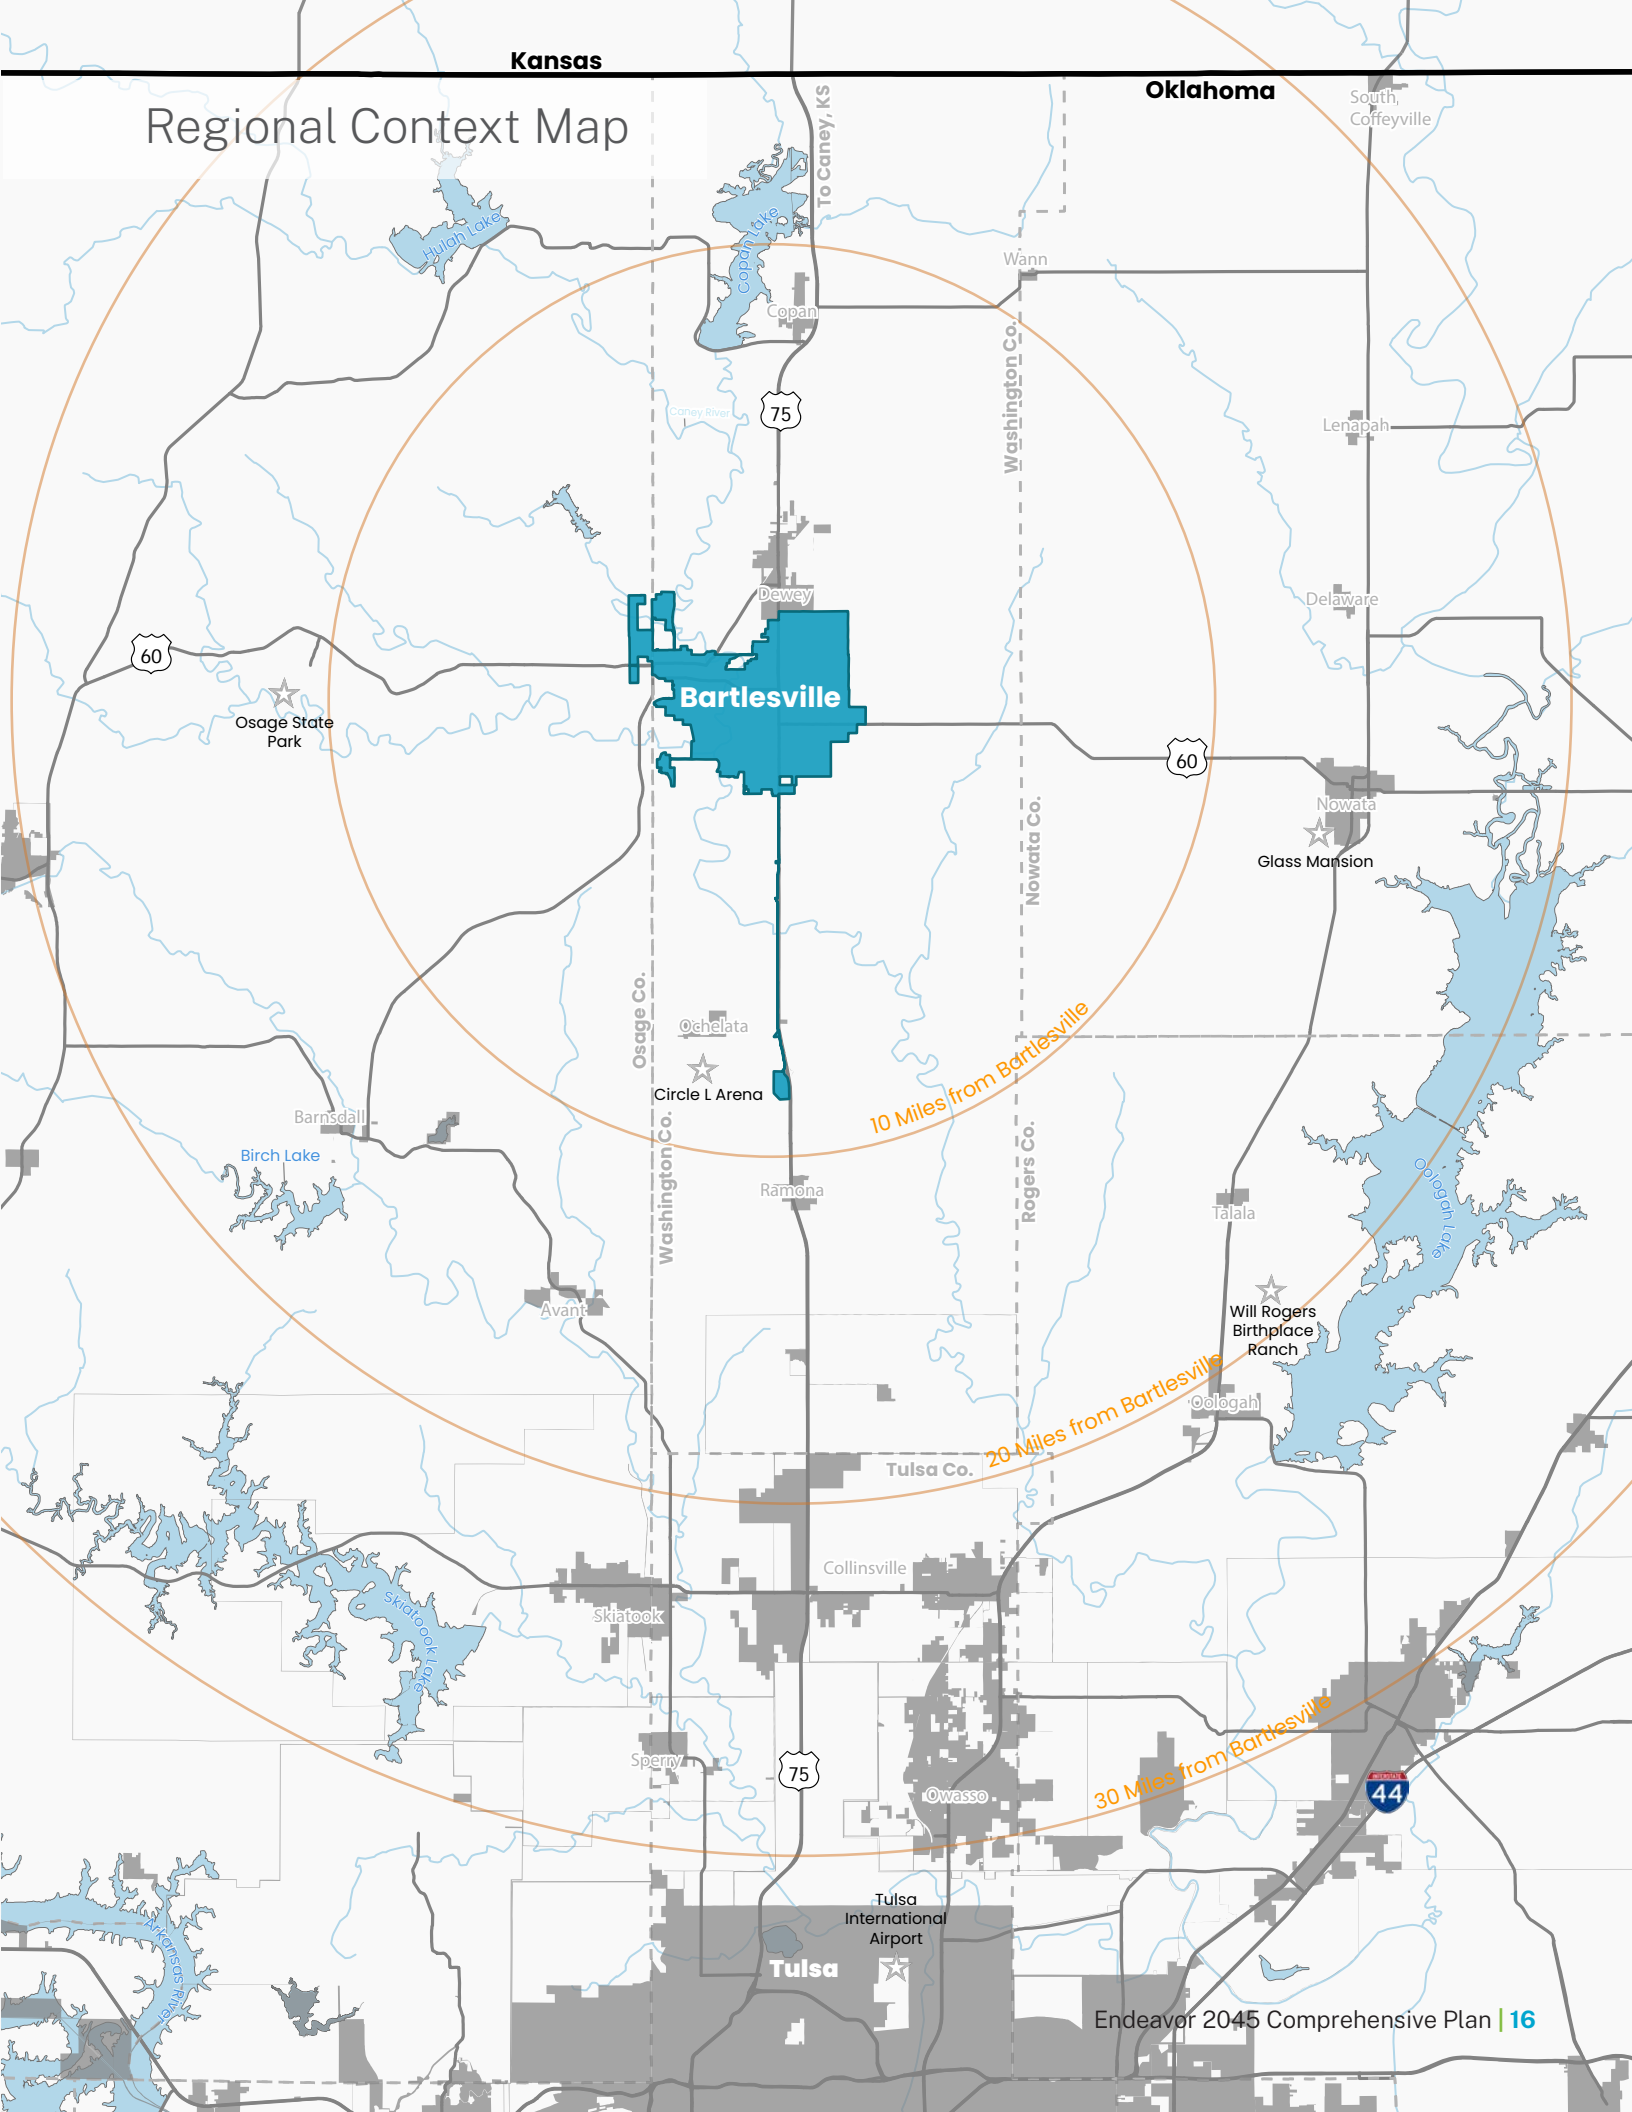 Kansas
Oklahoma
Regional Context Map
South,
Coffeyville
To Caney, KS
Hulah Lake
Copan Lake
Wann
Copan
Washington Co.
Caney River
75
Lenapah
Dewey
Delaware
60
Bartlesville
Osage State
Park
60
Nowata
Glass Mansion
Nowata Co.
Osage Co.
Ochelata
Circle L Arena
10 Miles from Bartlesville
Barnsdall
Birch Lake
Washington Co.
Rogers Co.
Oologah Lake
Ramona
Talala
Avant
Will Rogers
Birthplace
Ranch
20 Miles from Bartlesville
Oologah
Tulsa Co.
Collinsville
Skiatook
Skiatook Lake
30 Miles from Bartlesville
Sperry
75
Owasso
INTERSTATE
44
Tulsa
International
Airport
Arkansas River
Tulsa
Endeavor 2045 Comprehensive Plan | 16